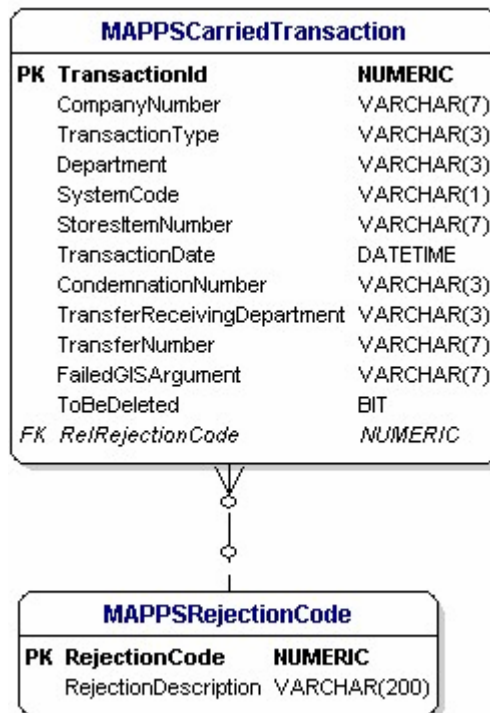 MAPPSCarriedTransaction
PK TransactionId NUMERIC
CompanyNumber VARCHAR(7)
TransactionType VARCHAR(3)
Department VARCHAR(3)
SystemCode VARCHAR(1)
StoresItemNumber VARCHAR(7)
TransactionDate DATETIME
CondemnationNumber VARCHAR(3)
TransferReceivingDepartment VARCHAR(3)
TransferNumber VARCHAR(7)
FailedGISArgument VARCHAR(7)
ToBeDeleted BIT
FK RelRejectionCode NUMERIC
MAPPSRejectionCode
PK RejectionCode NUMERIC
RejectionDescription VARCHAR(200)